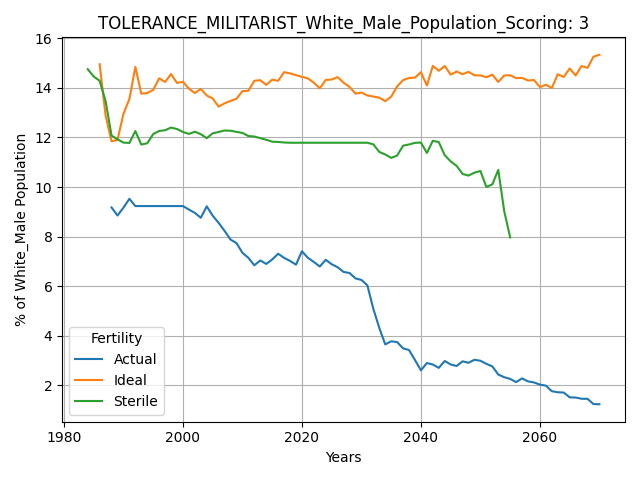 TOLERANCE_MILITARIST_White_Male_Population_Scoring: 3
% of White_Male Population
16
14
12
10
8
6
4
2
Fertility
Actual
Ideal
Sterile
1980
2000
2020
2040
2060
Years